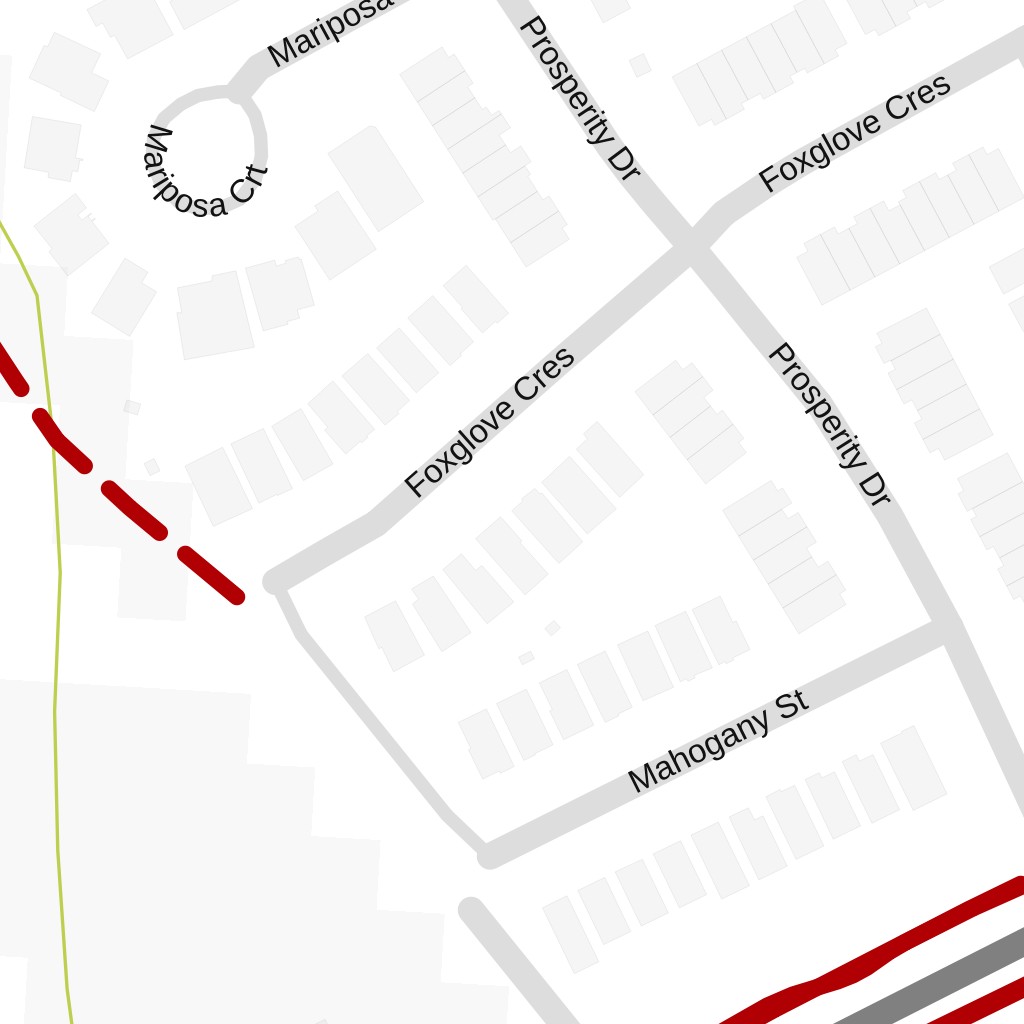 Mariposa
Prosperity Dr
Foxglove Cres
Mariposa Crt
Foxglove Cres
Prosperity Dr
Mahogany St